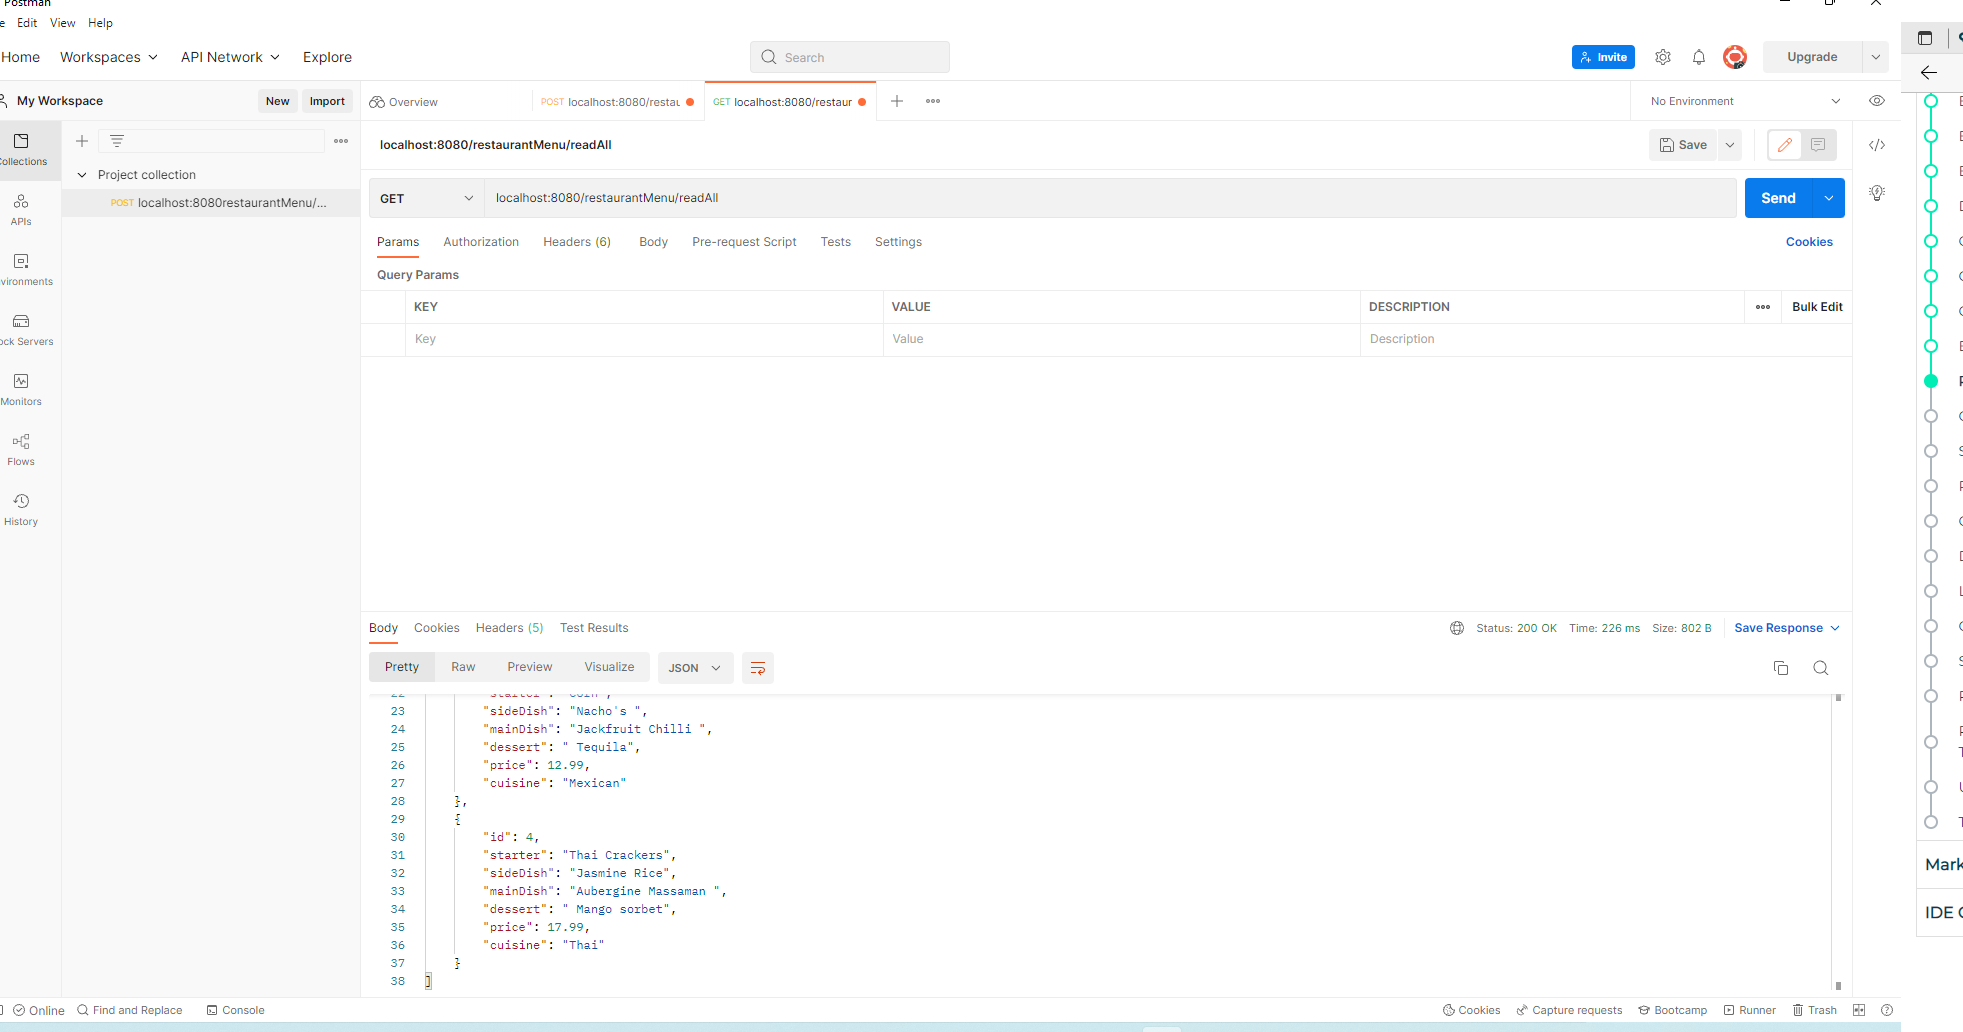 Postman
Edit View Help
Home Workspaces API Network Explore Search Invite Upgrade
My Workspace New Import Overview POST localhost:8080/restau GET localhost:8080/restaur No Environment
localhost:8080/restaurantMenu/readAll Save
Collections
Project collection
POST localhost:8080restaurantMenu/...
GET localhost:8080/restaurantMenu/readAll Send
APIs
Params Authorization Headers (6) Body Pre-request Script Tests Settings Cookies
Query Params
vironments
KEY VALUE DESCRIPTION Bulk Edit
Key Value Description
ock Servers
Monitors
Flows
History
Body Cookies Headers (5) Test Results Status: 200 OK Time: 226 ms Size: 802 B Save Response
Pretty Raw Preview Visualize JSON
23 "sideDish": "Nacho's ",
24 "mainDish": "Jackfruit Chilli ",
25 "dessert": " Tequila",
26 "price": 12.99,
27 "cuisine": "Mexican"
28 },
29 {
30 "id": 4,
31 "starter": "Thai Crackers",
32 "sideDish": "Jasmine Rice",
33 "mainDish": "Aubergine Massaman ",
34 "dessert": " Mango sorbet",
35 "price": 17.99,
36 "cuisine": "Thai"
37 }
38 ]
Mark
IDE
Online Find and Replace Console Cookies Capture requests Bootcamp Runner Trash